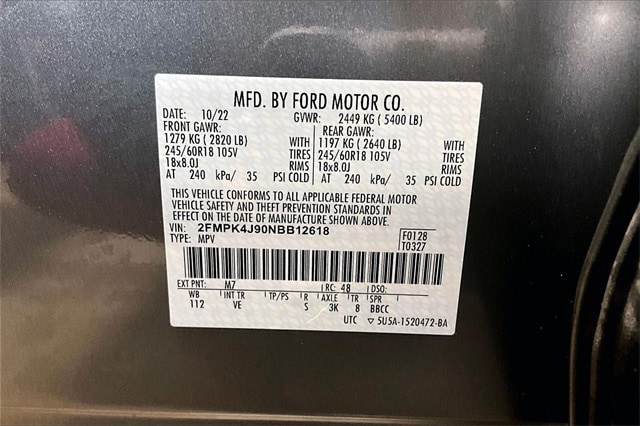 MFD. BY FORD MOTOR CO.
DATE: 10/22 GVWR: 2449 KG ( 5400 LB)
FRONT GAWR: REAR GAWR:
1279 KG ( 2820 LB) WITH 1197 KG ( 2640 LB) WITH
245/60R18 105V TIRES 245/60R18 105V TIRES
18x8.0J RIMS 18x8.0J RIMS
AT 240 kPa/ 35 PSI COLD AT 240 kPa/ 35 PSI COLD
THIS VEHICLE CONFORMS TO ALL APPLICABLE FEDERAL MOTOR
VEHICLE SAFETY AND THEFT PREVENTION STANDARDS IN
EFFECT ON THE DATE OF MANUFACTURE SHOWN ABOVE.
VIN: 2FMPK4J90NBB12618 F0128
TYPE: MPV T0327
EXT PNT: M7 RC: 48 DSO:
WB INT TR TP/PS R AXLE TR SPR
112 VE S 3K 8 BBCC
UTC ▽ 5U5A-1520472-BA